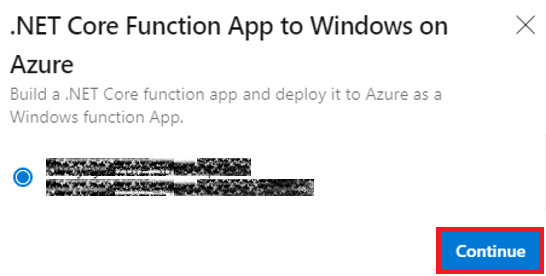 .NET Core Function App to Windows on
Azure
Build a .NET Core function app and deploy it to Azure as a
Windows function App.
Continue